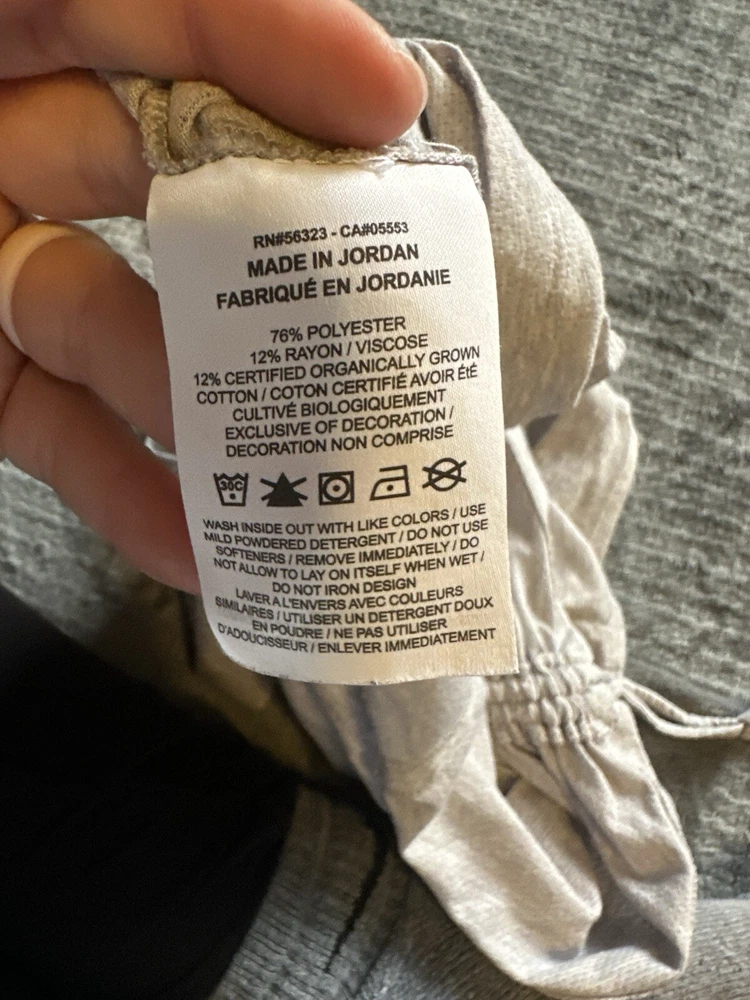 RN#56323 - CA#05553
MADE IN JORDAN
FABRIQUÉ EN JORDANIE
76% POLYESTER
12% RAYON / VISCOSE
12% CERTIFIED ORGANICALLY GROWN
COTTON / COTON CERTIFIÉ AVOIR ÉtÉ
CULTIVÉ BIOLOGIQUEMENT
EXCLUSIVE OF DECORATION /
DECORATION NON COMPRISE
30C
WASH INSIDE OUT WITH LIKE COLORS / USE
MILD POWDERED DETERGENT / DO NOT USE
SOFTENERS / REMOVE IMMEDIATELY / DO
NOT ALLOW TO LAY ON ITSELF WHEN WET /
DO NOT IRON DESIGN
LAVER A L'ENVERS AVEC COULEURS
SIMILAIRES / UTILISER UN DETERGENT DOUX
EN POUDRE / NE PAS UTILISER
D'ADOUCISSEUR / ENLEVER IMMEDIATEMENT